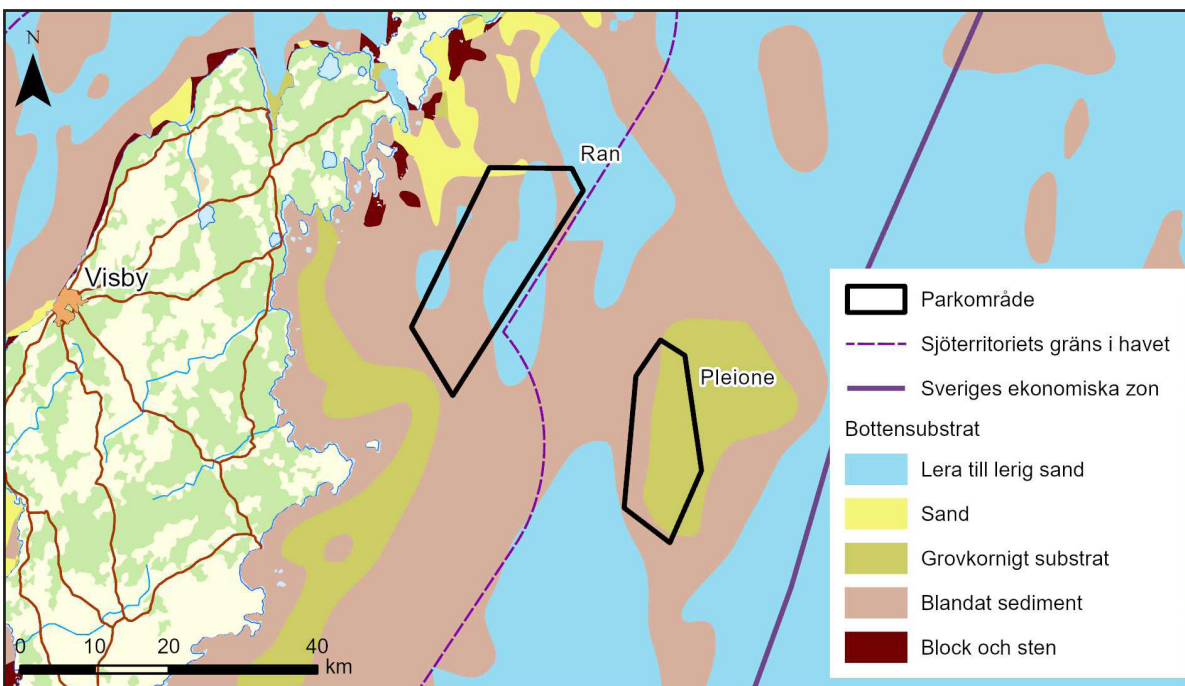 N
Ran
Visby
Pleione
0 10 20 40
km
Parkområde
Sjöterritoriets gräns i havet
Sveriges ekonomiska zon
Bottensubstrat
Lera till lerig sand
Sand
Grovkornigt substrat
Blandat sediment
Block och sten